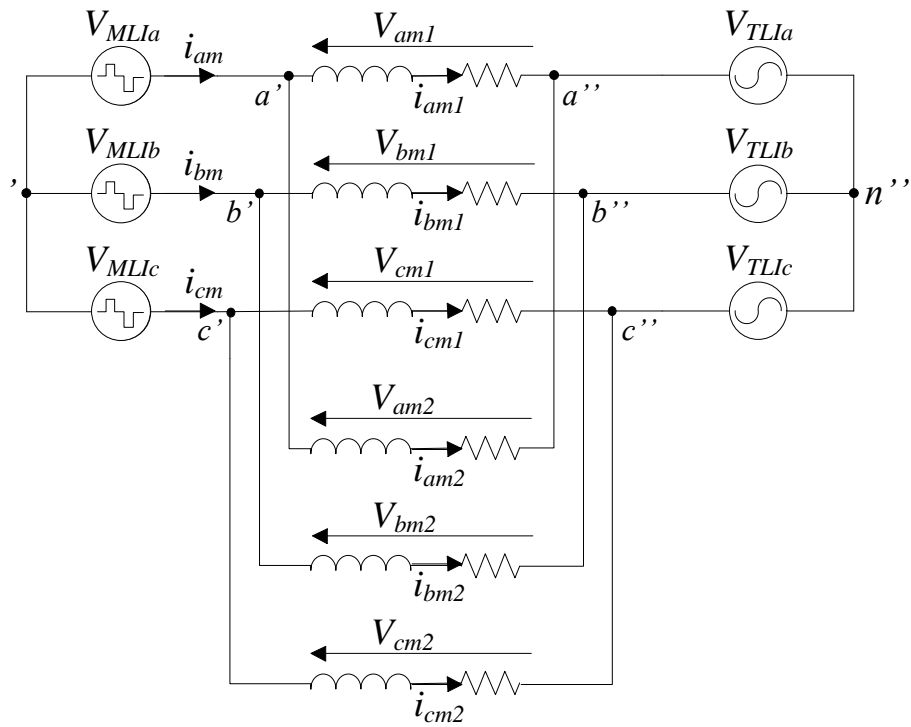 V_MLIa
V_am1
V_TLIa
i_am
a'
i_am1
a''
V_MLIb
V_bm1
V_TLIb
i_bm
'
b'
i_bm1
b''
n''
V_MLIc
V_cm1
V_TLIc
i_cm
c'
i_cm1
c''
V_am2
i_am2
V_bm2
i_bm2
V_cm2
i_cm2